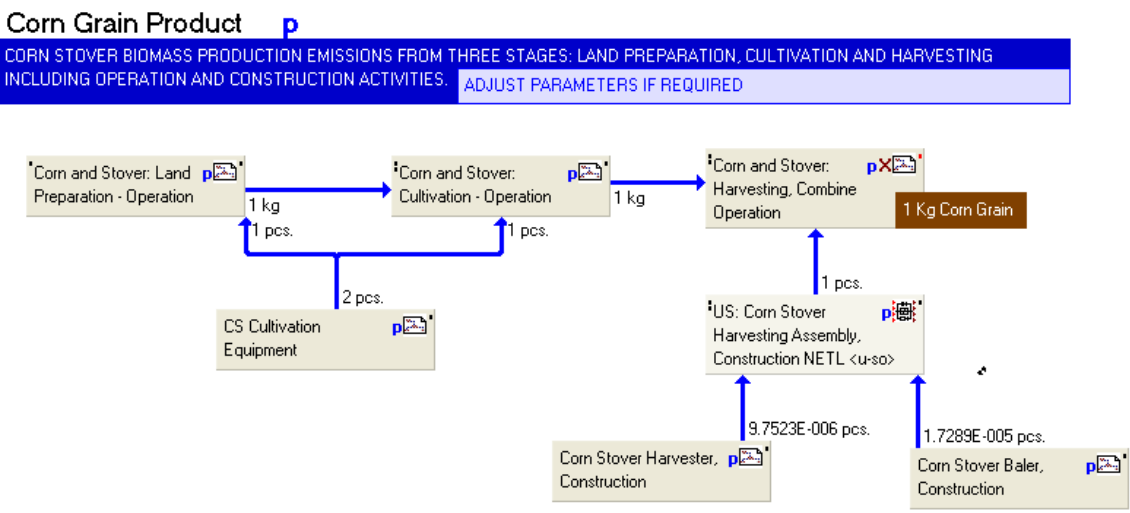 Corn Grain Product p
CORN STOVER BIOMASS PRODUCTION EMISSIONS FROM THREE STAGES: LAND PREPARATION, CULTIVATION AND HARVESTING
INCLUDING OPERATION AND CONSTRUCTION ACTIVITIES.
ADJUST PARAMETERS IF REQUIRED
Corn and Stover: Land p
Preparation - Operation
1 kg
1 pcs.
Corn and Stover: p
Cultivation - Operation
1 kg
1 pcs.
Corn and Stover: pX
Harvesting, Combine
Operation
1 Kg Corn Grain
2 pcs.
1 pcs.
CS Cultivation p
Equipment
US: Corn Stover p
Harvesting Assembly,
Construction NETL <u-so>
9.7523E-006 pcs.
1.7289E-005 pcs.
Corn Stover Harvester, p
Construction
Corn Stover Baler, p
Construction